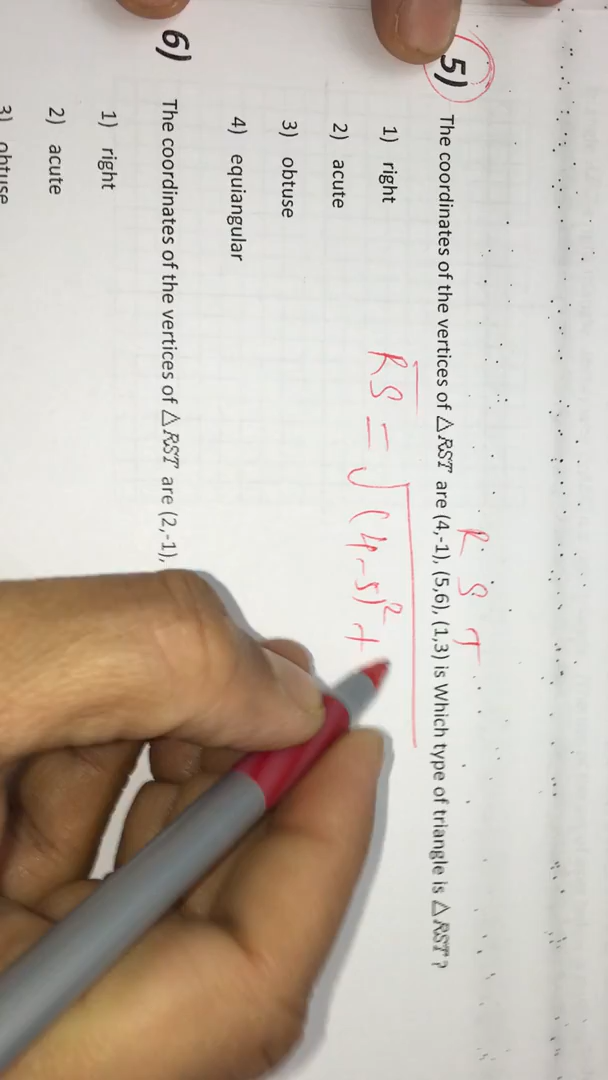 R S T
5) The coordinates of the vertices of △RST are (4,-1), (5,6), (1,3) is Which type of triangle is △RST?
1) right
2) acute
3) obtuse
4) equiangular
RS = √(4-5)² +
6) The coordinates of the vertices of △RST are (2,-1),
1) right
2) acute
3) obtuse